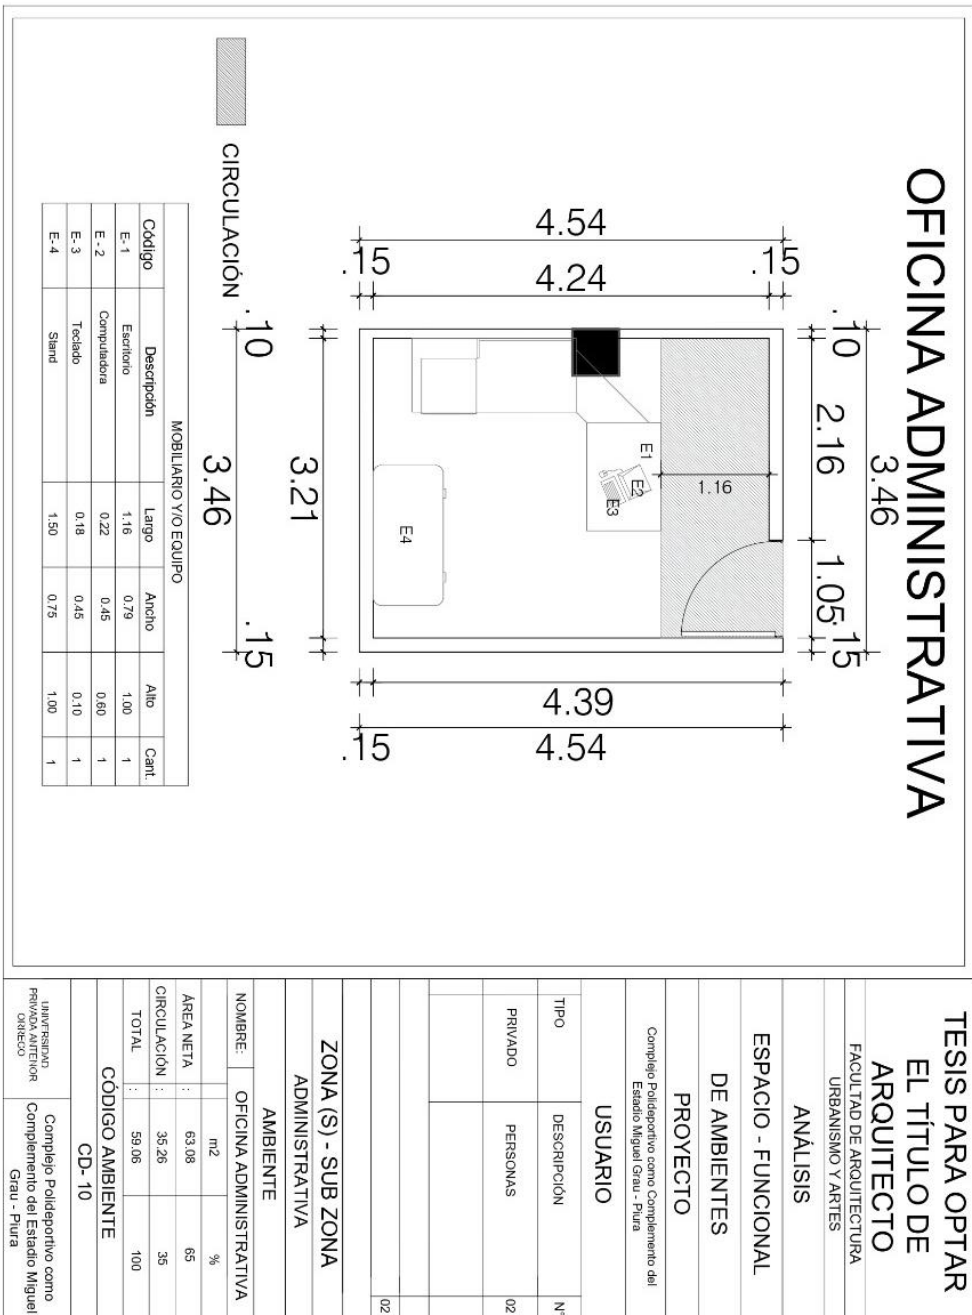 OFICINA ADMINISTRATIVA
3.46
.10
2.16
1.05
.15
4.54
.15
4.24
.15
1.16
E1
E2
E3
E4
4.39
.15
4.54
3.21
.10
3.46
.15
CIRCULACIÓN
MOBILIARIO Y/O EQUIPO
Código Descripción Largo Ancho Alto Cant.
E-1 Escritorio 1.16 0.79 1.00 1
E-2 Computadora 0.22 0.45 0.60 1
E-3 Teclado 0.18 0.45 0.10 1
E-4 Stand 1.50 0.75 1.00 1
TESIS PARA OPTAR
EL TÍTULO DE
ARQUITECTO
FACULTAD DE ARQUITECTURA
URBANISMO Y ARTES
ANÁLISIS
ESPACIO - FUNCIONAL
DE AMBIENTES
PROYECTO
Complejo Polideportivo como Complemento del
Estadio Miguel Grau - Piura
USUARIO
TIPO DESCRIPCIÓN N°
PRIVADO PERSONAS 02
02
ZONA (S) - SUB ZONA
ADMINISTRATIVA
AMBIENTE
NOMBRE: OFICINA ADMINISTRATIVA
m2 %
ÁREA NETA : 63.08 65
CIRCULACIÓN : 35.26 35
TOTAL : 59.06 100
CÓDIGO AMBIENTE
CD- 10
UNIVERSIDAD
PRIVADA ANTENOR
ORREGO
Complejo Polideportivo como
Complemento del Estadio Miguel
Grau - Piura